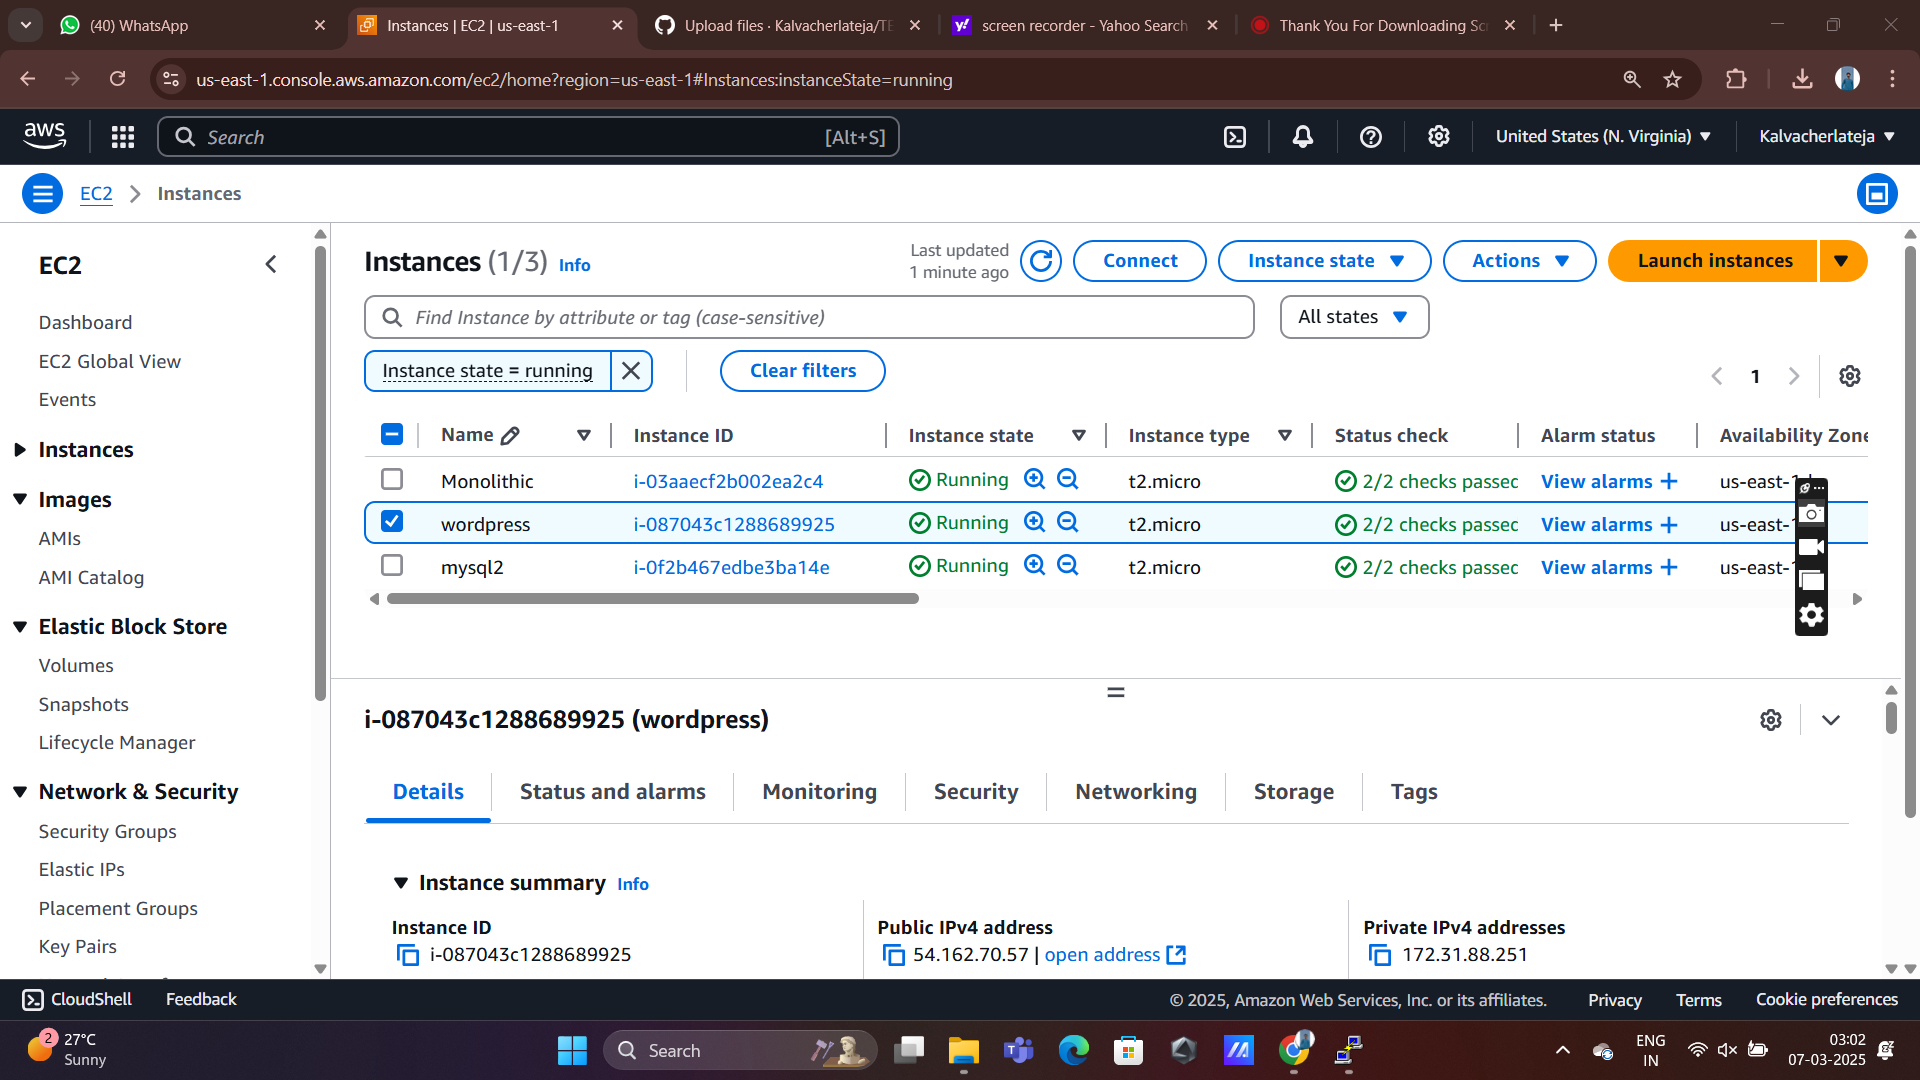 (40) WhatsApp
Instances | EC2 | us-east-1
Upload files · Kalvacherlateja/TE
screen recorder - Yahoo Search
Thank You For Downloading Sc
us-east-1.console.aws.amazon.com/ec2/home?region=us-east-1#Instances:instanceState=running
aws
Search
[Alt+S]
United States (N. Virginia)
Kalvacherlateja
EC2
Instances
EC2
Dashboard
EC2 Global View
Events
Instances
Images
AMIs
AMI Catalog
Elastic Block Store
Volumes
Snapshots
Lifecycle Manager
Network & Security
Security Groups
Elastic IPs
Placement Groups
Key Pairs
Instances (1/3) Info
Last updated
1 minute ago
Connect
Instance state
Actions
Launch instances
Find Instance by attribute or tag (case-sensitive)
All states
Instance state = running
Clear filters
1
Name Instance ID Instance state Instance type Status check Alarm status Availability Zone
Monolithic i-03aaecf2b002ea2c4 Running t2.micro 2/2 checks passed View alarms us-east-1
wordpress i-087043c1288689925 Running t2.micro 2/2 checks passed View alarms us-east-1
mysql2 i-0f2b467edbe3ba14e Running t2.micro 2/2 checks passed View alarms us-east-1
i-087043c1288689925 (wordpress)
Details Status and alarms Monitoring Security Networking Storage Tags
Instance summary Info
Instance ID
i-087043c1288689925
Public IPv4 address
54.162.70.57 | open address
Private IPv4 addresses
172.31.88.251
CloudShell Feedback
© 2025, Amazon Web Services, Inc. or its affiliates. Privacy Terms Cookie preferences
2
27°C
Sunny
Search
ENG
IN
03:02
07-03-2025